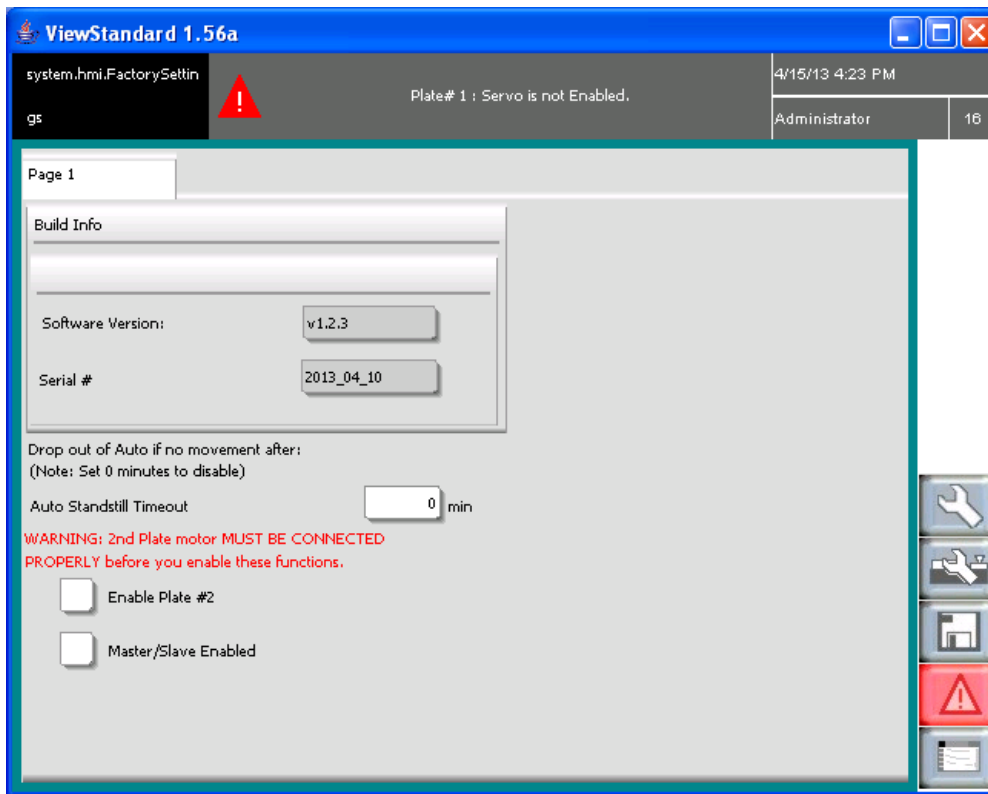 ViewStandard 1.56a
system.hmi.FactorySettin
gs
Plate# 1 : Servo is not Enabled.
4/15/13 4:23 PM
Administrator 16
Page 1
Build Info
Software Version: v1.2.3
Serial # 2013_04_10
Drop out of Auto if no movement after:
(Note: Set 0 minutes to disable)
Auto Standstill Timeout 0 min
WARNING: 2nd Plate motor MUST BE CONNECTED
PROPERLY before you enable these functions.
Enable Plate #2
Master/Slave Enabled